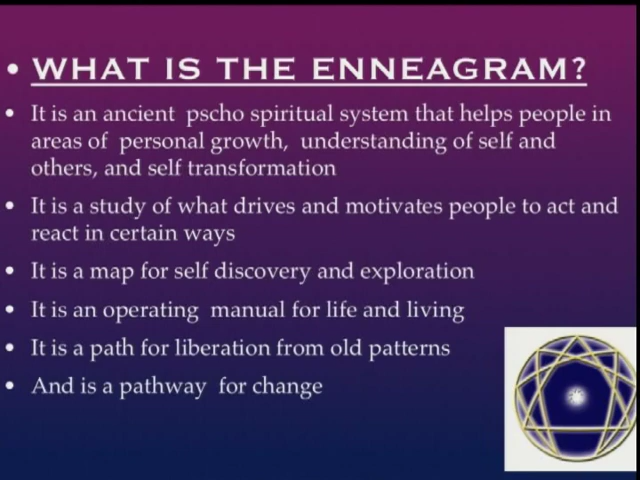 • WHAT IS THE ENNEAGRAM?
• It is an ancient pscho spiritual system that helps people in
areas of personal growth, understanding of self and
others, and self transformation
• It is a study of what drives and motivates people to act and
react in certain ways
• It is a map for self discovery and exploration
• It is an operating manual for life and living
• It is a path for liberation from old patterns
• And is a pathway for change